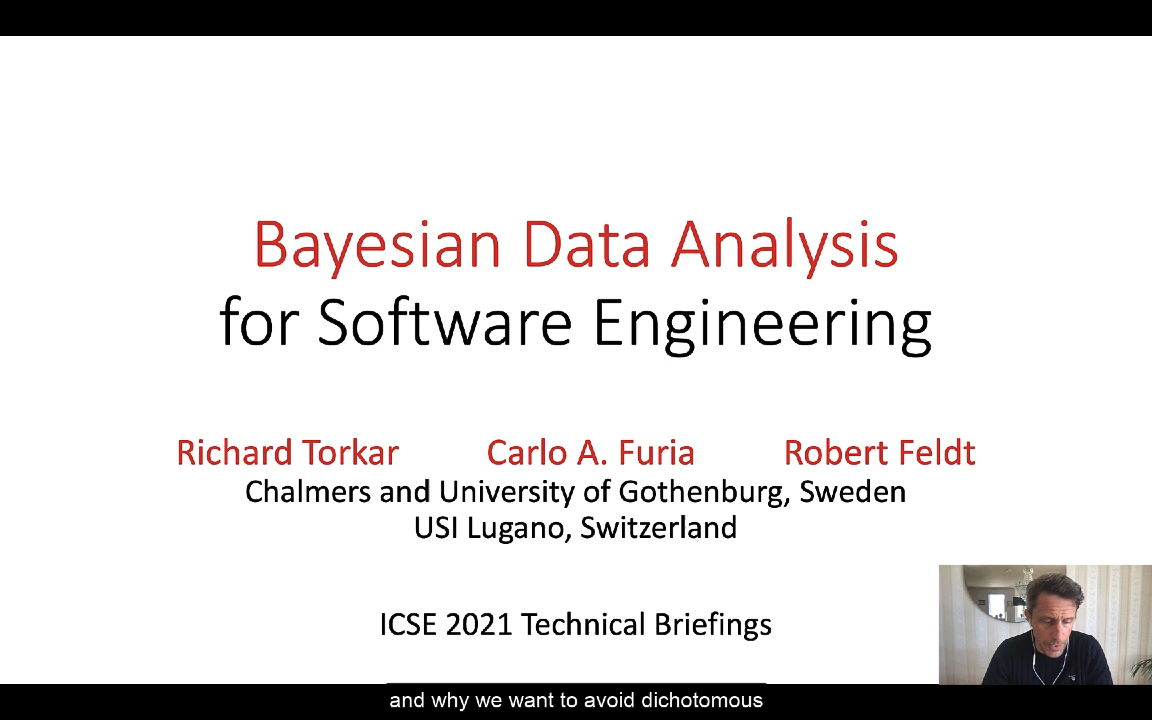 Bayesian Data Analysis
for Software Engineering
Richard Torkar Carlo A. Furia Robert Feldt
Chalmers and University of Gothenburg, Sweden
USI Lugano, Switzerland
ICSE 2021 Technical Briefings
and why we want to avoid dichotomous